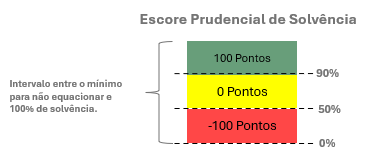 Escore Prudencial de Solvência
100 Pontos
90%
Intervalo entre o mínimo
para não equacionar e
100% de solvência.
0 Pontos
50%
-100 Pontos
0%